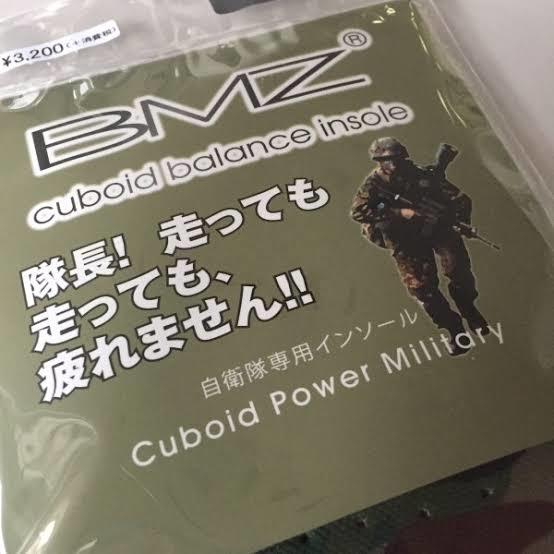 ¥3,200(+消費税)
BMZ®
cuboid balance insole
隊長! 走っても
走っても、
疲れません!!
自衛隊専用インソール
Cuboid Power Military